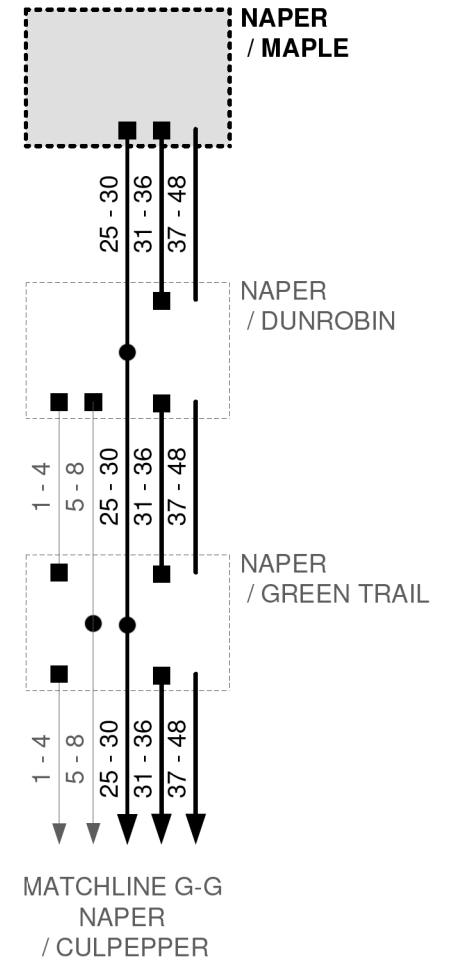 NAPER
/ MAPLE
25 - 30
31 - 36
37 - 48
NAPER
/ DUNROBIN
1 - 4
5 - 8
25 - 30
31 - 36
37 - 48
NAPER
/ GREEN TRAIL
1 - 4
5 - 8
25 - 30
31 - 36
37 - 48
MATCHLINE G-G
NAPER
/ CULPEPPER